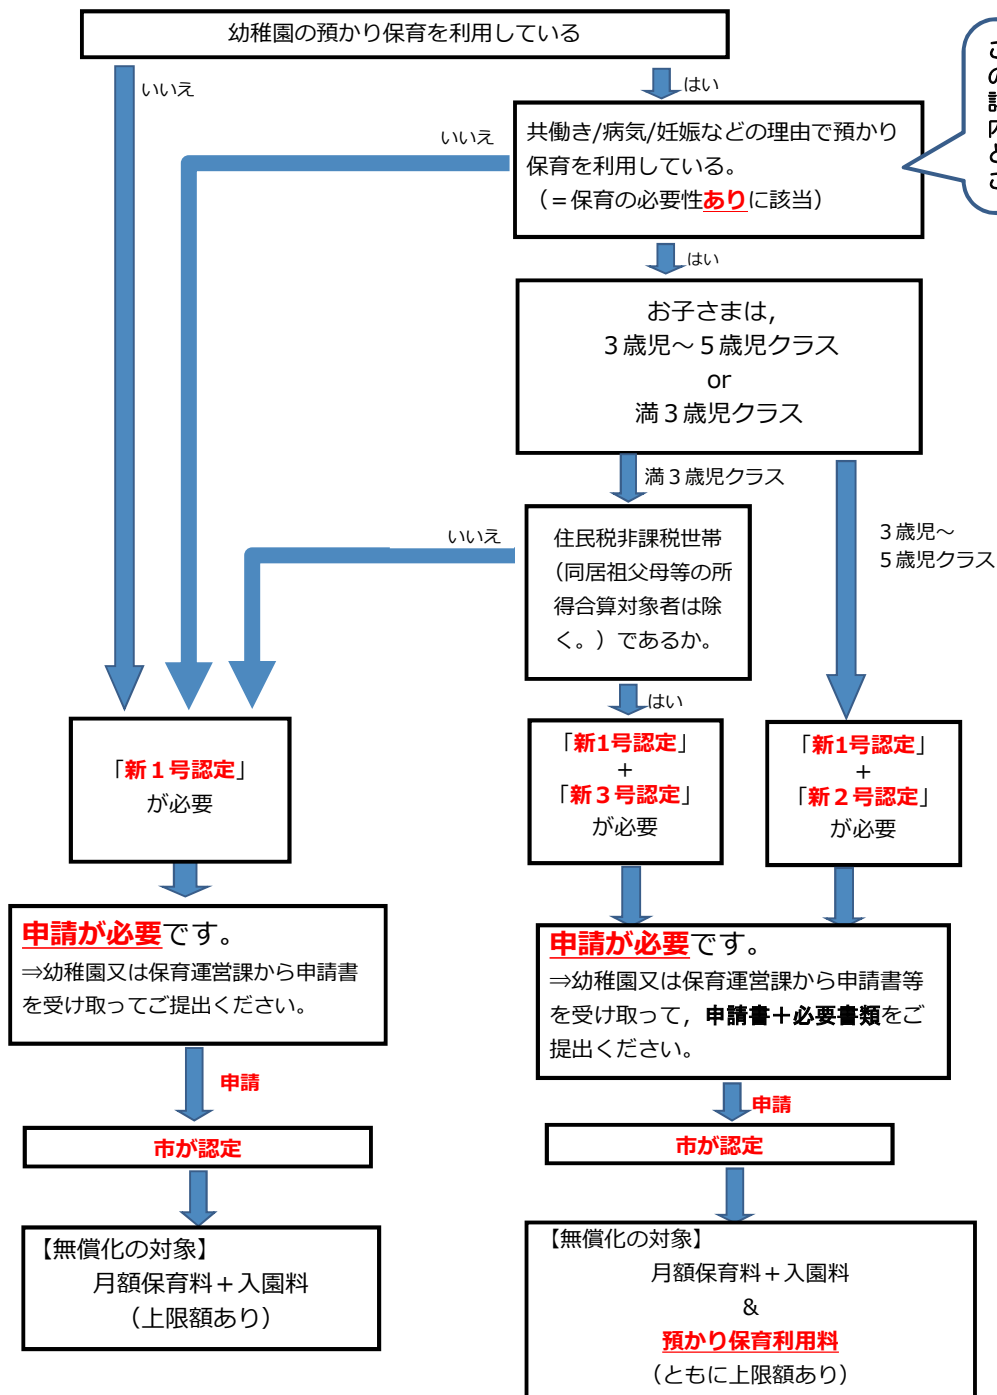 幼稚園の預かり保育を利用している
いいえ
はい
共働き/病気/妊娠などの理由で預かり
保育を利用している。
（＝保育の必要性ありに該当）
いいえ
はい
お子さまは，
３歳児～５歳児クラス
or
満３歳児クラス
満３歳児クラス
３歳児～
５歳児クラス
いいえ
住民税非課税世帯
（同居祖父母等の所
得合算対象者は除
く。）であるか。
はい
「新１号認定」
が必要
「新1号認定」
＋
「新３号認定」
が必要
「新1号認定」
＋
「新２号認定」
が必要
申請が必要です。
⇒幼稚園又は保育運営課から申請書
を受け取ってご提出ください。
申請が必要です。
⇒幼稚園又は保育運営課から申請書等
を受け取って，申請書＋必要書類をご
提出ください。
申請
申請
市が認定
市が認定
【無償化の対象】
月額保育料＋入園料
（上限額あり）
【無償化の対象】
月額保育料＋入園料
&
預かり保育利用料
（ともに上限額あり）